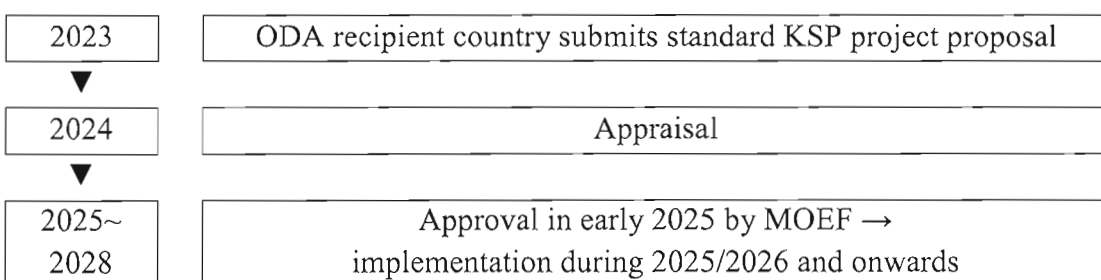 2023 ODA recipient country submits standard KSP project proposal
▼
2024 Appraisal
▼
2025~ Approval in early 2025 by MOEF →
2028 implementation during 2025/2026 and onwards